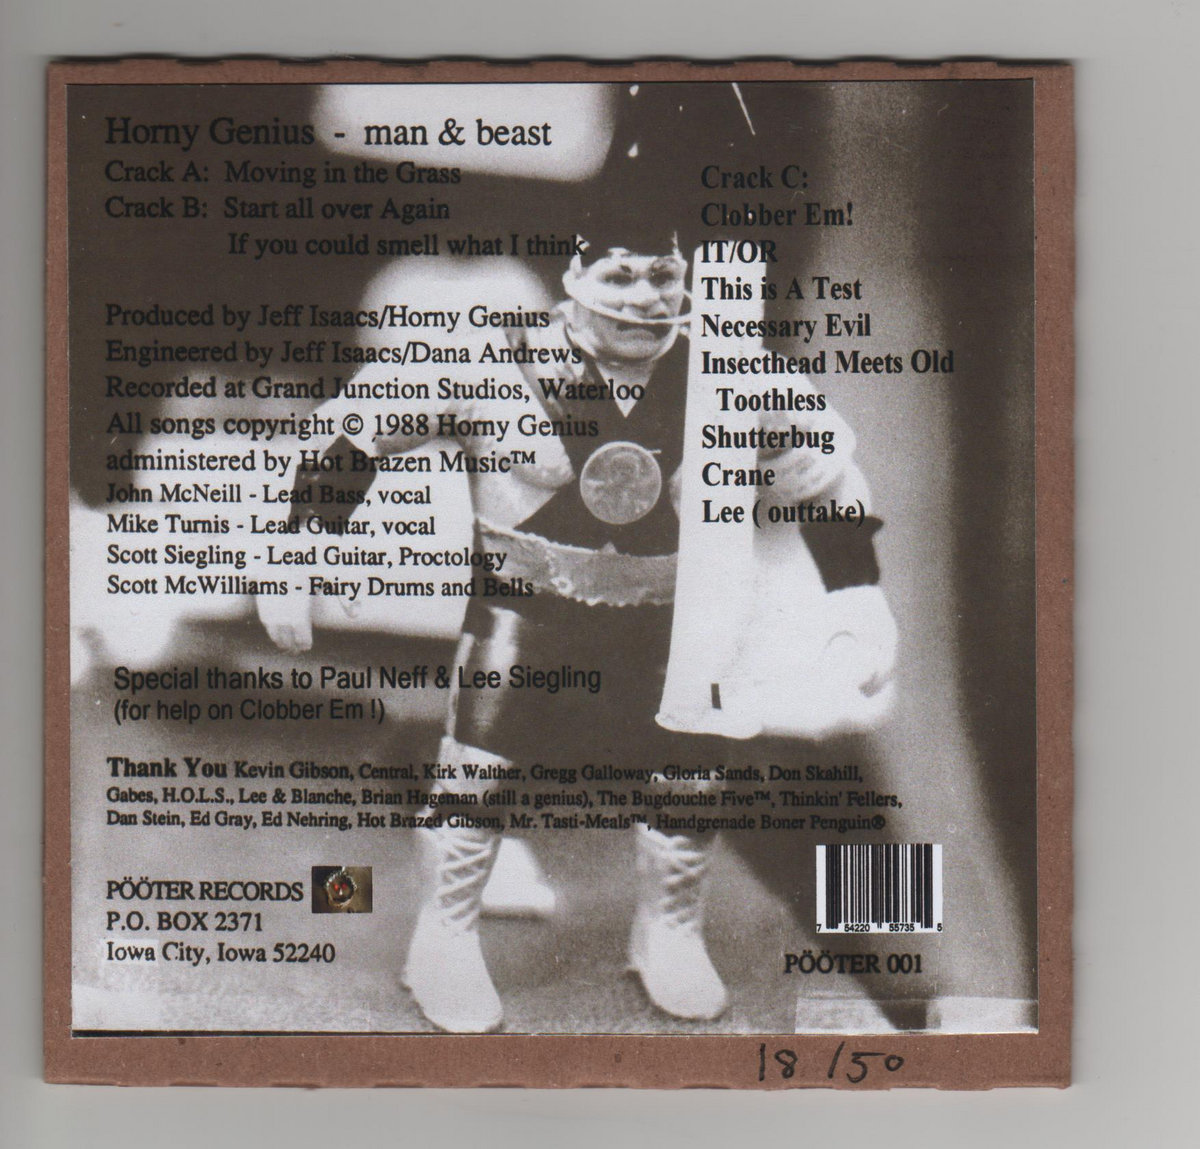 Horny Genius - man & beast
Crack A: Moving in the Grass
Crack B: Start all over Again
If you could smell what I think
Produced by Jeff Isaacs/Horny Genius
Engineered by Jeff Isaacs/Dana Andrews
Recorded at Grand Junction Studios, Waterloo
All songs copyright © 1988 Horny Genius
administered by Hot Brazen Music™
John McNeill - Lead Bass, vocal
Mike Turnis - Lead Guitar, vocal
Scott Siegling - Lead Guitar, Proctology
Scott McWilliams - Fairy Drums and Bells
Crack C:
Clobber Em!
IT/OR
This is A Test
Necessary Evil
Insecthead Meets Old
Toothless
Shutterbug
Crane
Lee ( outtake)
Special thanks to Paul Neff & Lee Siegling
(for help on Clobber Em !)
Thank You Kevin Gibson, Central, Kirk Walther, Gregg Galloway, Gloria Sands, Don Skahill,
Gabes, H.O.L.S., Lee & Blanche, Brian Hageman (still a genius), The Bugdouche Five™, Thinkin' Fellers,
Dan Stein, Ed Gray, Ed Nehring, Hot Brazed Gibson, Mr. Tasti-Meals™, Handgrenade Boner Penguin®
PÖÖTER RECORDS
P.O. BOX 2371
Iowa City, Iowa 52240
7 54220 55735 5
PÖÖTER 001
18/50